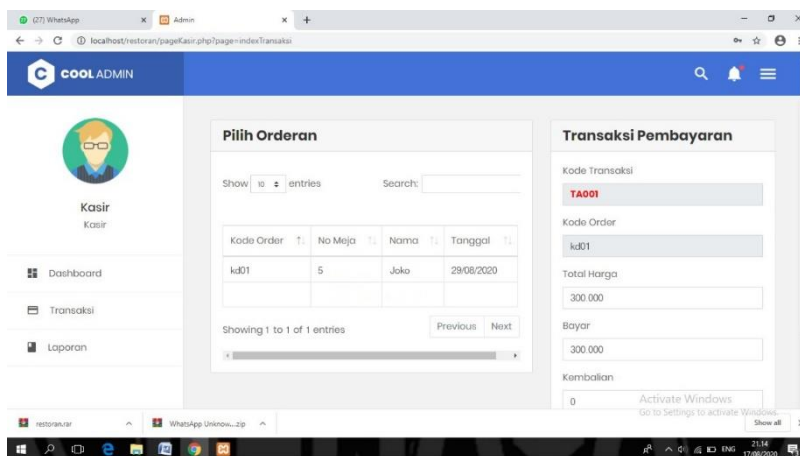 (27) WhatsApp
Admin
localhost/restoran/pageKasir.php?page=indexTransaksi
C COOL ADMIN
Kasir
Kasir
Dashboard
Transaksi
Laporan
Pilih Orderan
Show 10 entries Search:
Kode Order No Meja Nama Tanggal
kd01 5 Joko 29/08/2020
Showing 1 to 1 of 1 entries
Previous Next
Transaksi Pembayaran
Kode Transaksi
TA001
Kode Order
kd01
Total Harga
300.000
Bayar
300.000
Kembalian
0
Activate Windows
Go to Settings to activate Windows.
restoran.rar
WhatsApp Unknow....zip
Show all
ENG
21.14
17/08/2020